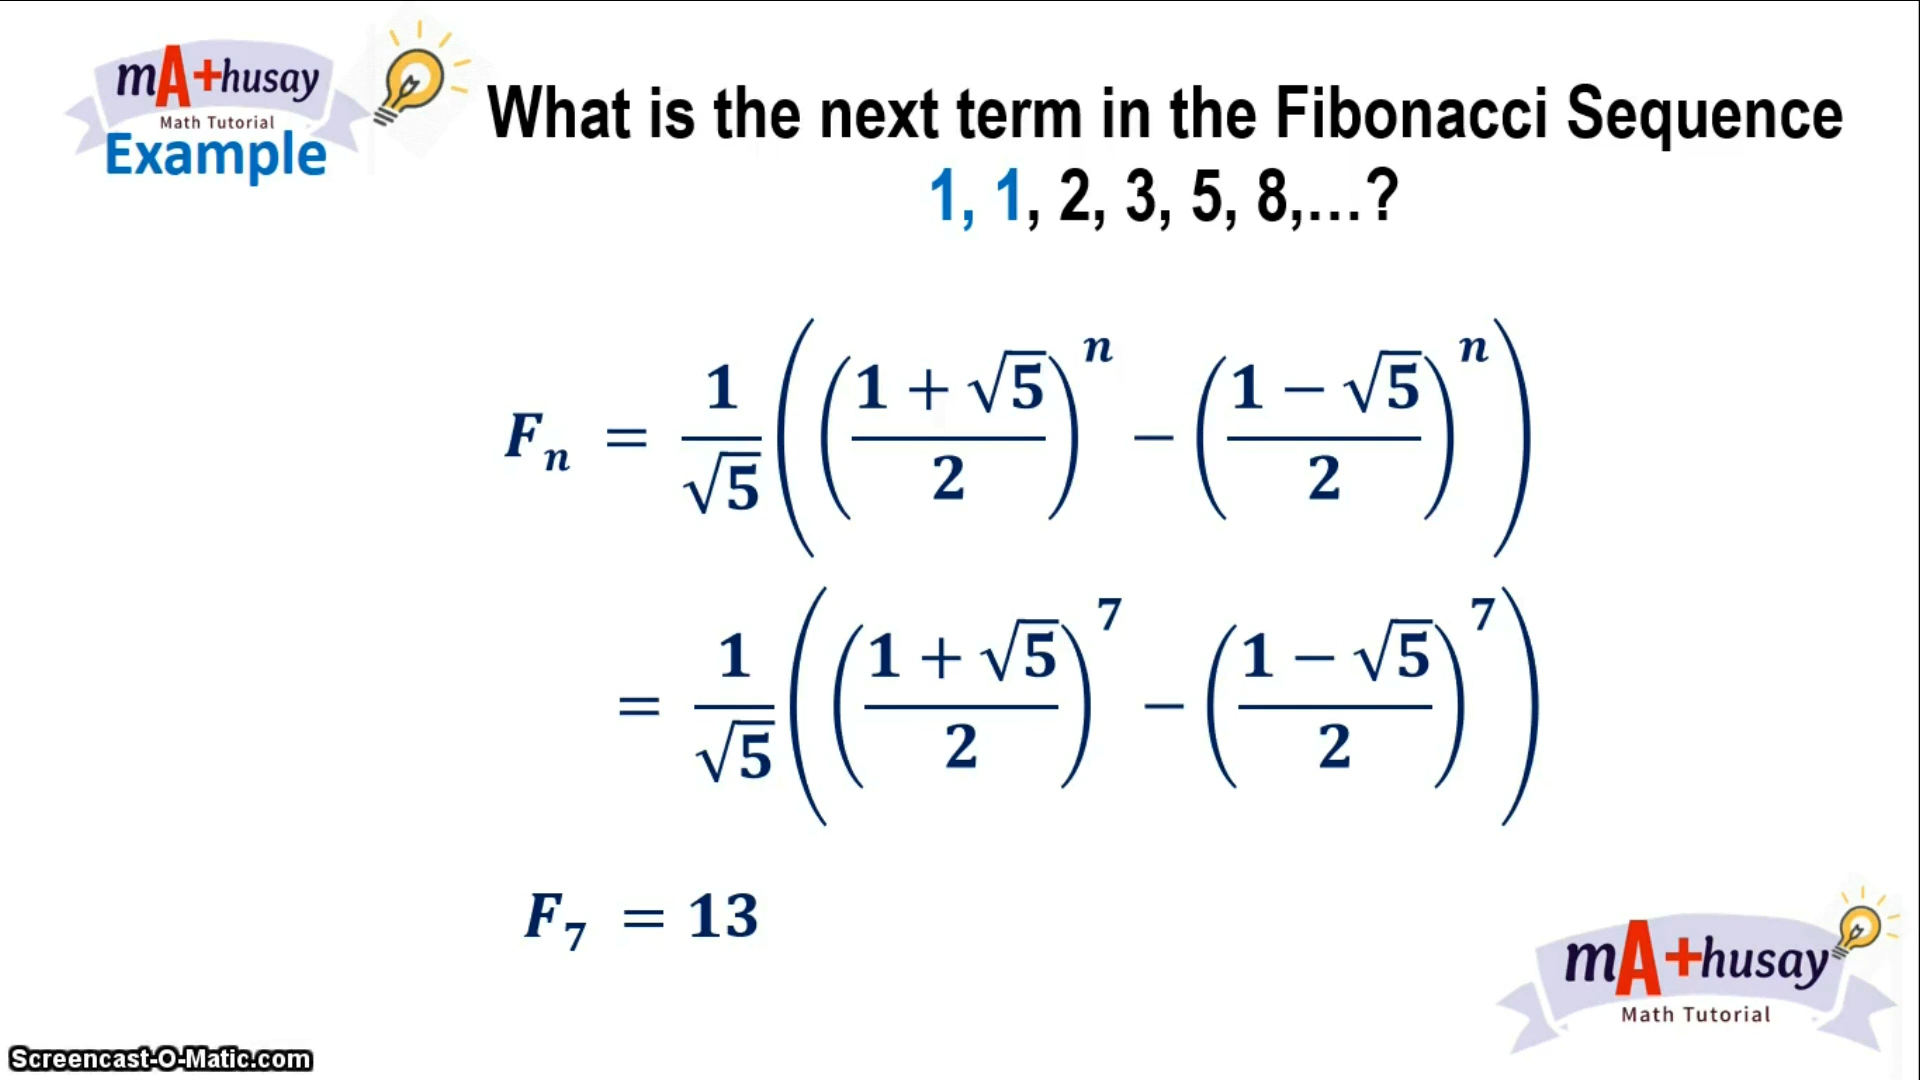 mA+husay
Math Tutorial
Example
What is the next term in the Fibonacci Sequence
1, 1, 2, 3, 5, 8,...?
Fₙ = 1/√5 (((1 + √5)/2)ⁿ − ((1 − √5)/2)ⁿ)
= 1/√5 (((1 + √5)/2)⁷ − ((1 − √5)/2)⁷)
F₇ = 13
mA+husay
Math Tutorial
Screencast-O-Matic.com